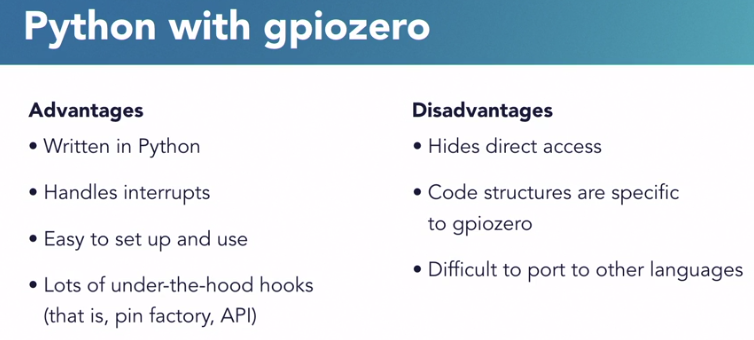 Python with gpiozero
Advantages
• Written in Python
• Handles interrupts
• Easy to set up and use
• Lots of under-the-hood hooks
(that is, pin factory, API)
Disadvantages
• Hides direct access
• Code structures are specific
to gpiozero
• Difficult to port to other languages